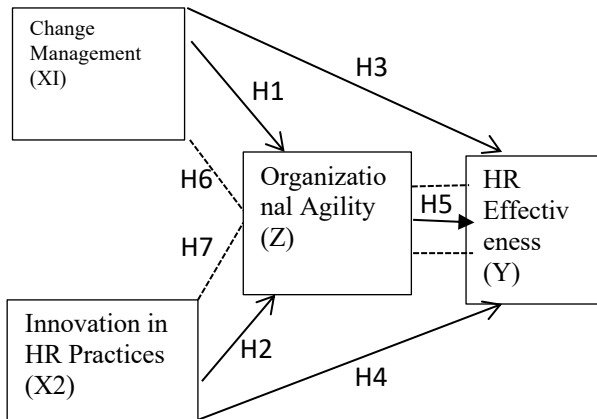 Change
Management
(XI)
H3
H1
H6
Organizatio
nal Agility
(Z)
HR
Effectiv
eness
(Y)
H5
H7
Innovation in
HR Practices
(X2)
H2
H4